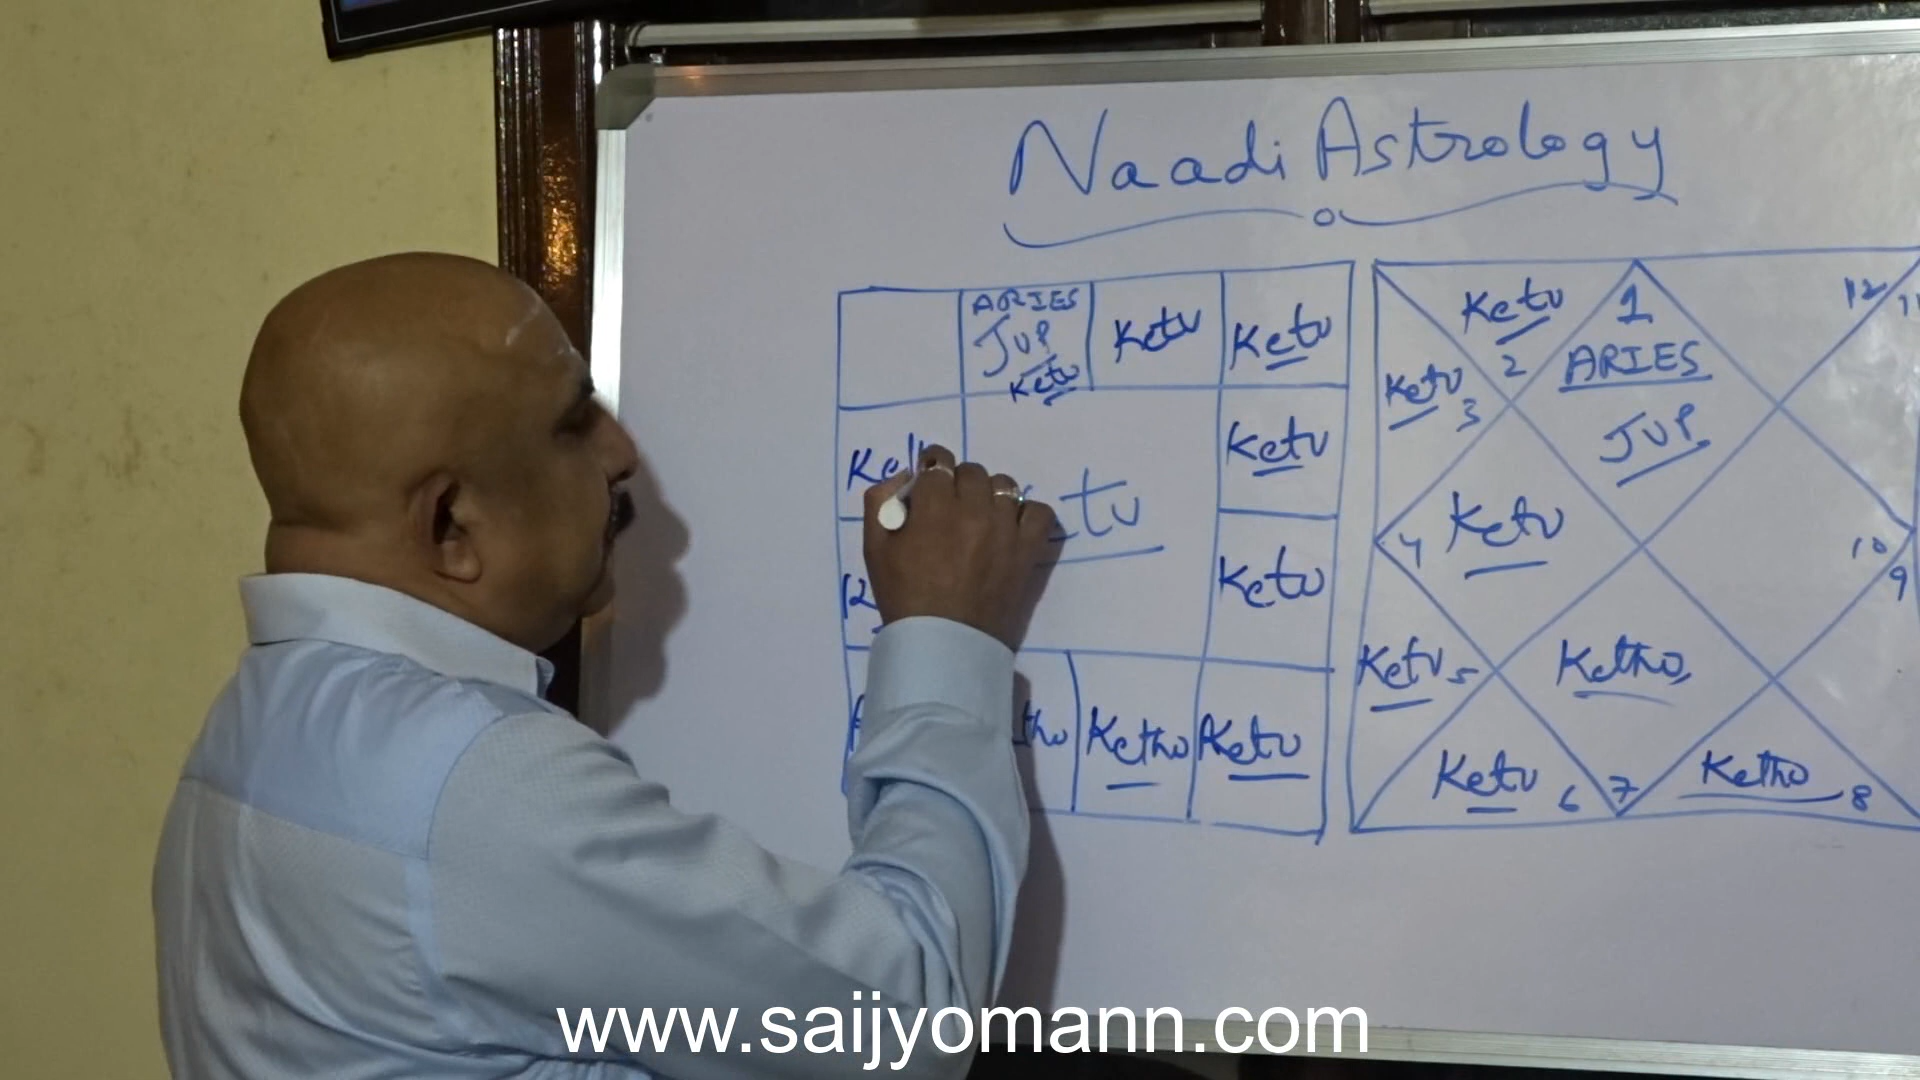 Naadi Astrology
ARIES
JUP
Ketu
Ketu
Ketu
Ketu
Ketu
Ketu
Ketho
Ketu
Ketu
2
1
ARIES
JUP
12
11
Ketu
3
Ketu
4
10
9
Ketu 5
Ketho
Ketu 6
7
Ketho 8
www.saijyomann.com